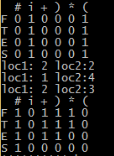 # i + ) * (
F 0 1 0 0 0 1
T 0 1 0 0 0 1
E 0 1 0 0 0 1
S 0 1 0 0 0 1
loc1: 2 loc2:2
loc1: 1 loc2:4
loc1: 2 loc2:3
# i + ) * (
F 1 0 1 1 1 0
T 1 0 1 1 1 0
E 1 0 1 1 0 0
S 1 0 0 0 0 0